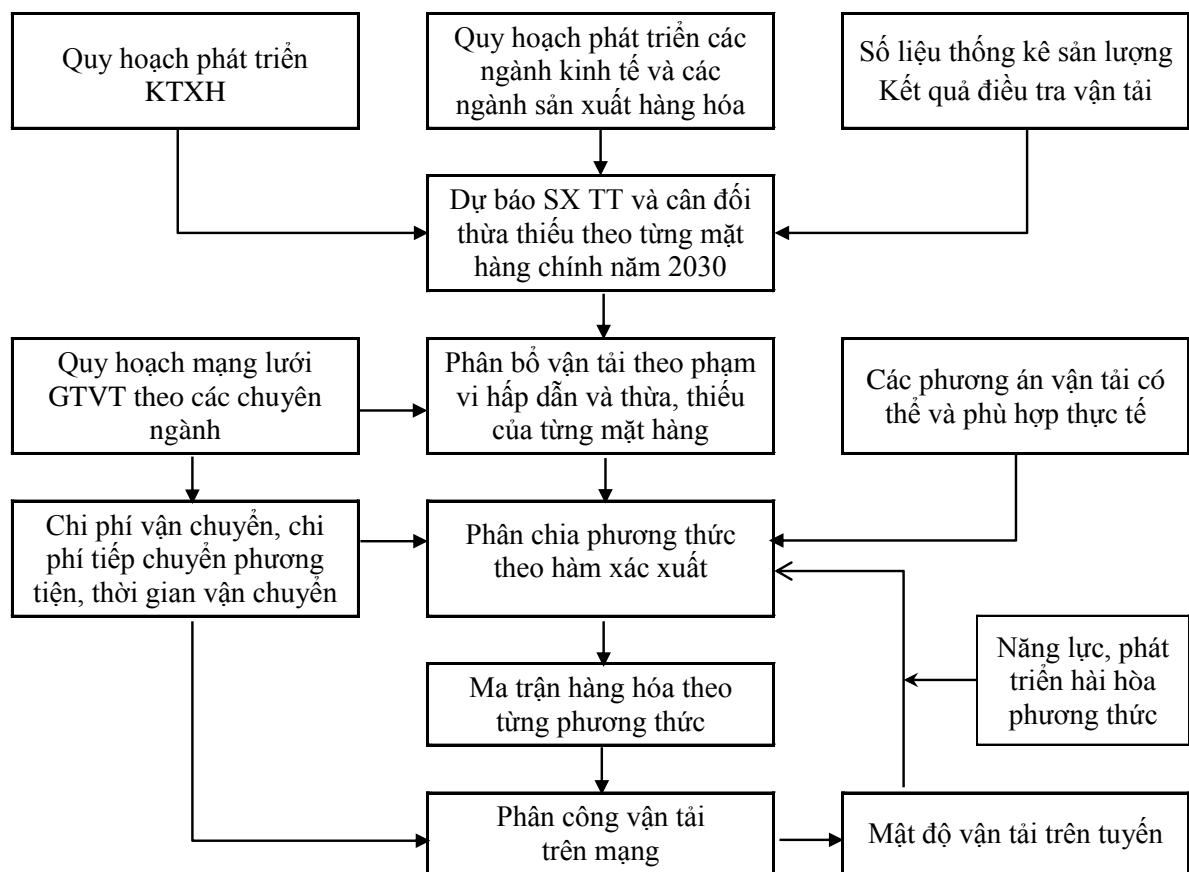 Quy hoạch phát triển
KTXH
Quy hoạch phát triển các
ngành kinh tế và các
ngành sản xuất hàng hóa
Số liệu thống kê sản lượng
Kết quả điều tra vận tải
Dự báo SX TT và cân đối
thừa thiếu theo từng mặt
hàng chính năm 2030
Quy hoạch mạng lưới
GTVT theo các chuyên
ngành
Phân bổ vận tải theo phạm
vi hấp dẫn và thừa, thiếu
của từng mặt hàng
Các phương án vận tải có
thể và phù hợp thực tế
Chi phí vận chuyển, chi
phí tiếp chuyển phương
tiện, thời gian vận chuyển
Phân chia phương thức
theo hàm xác xuất
Năng lực, phát
triển hài hòa
phương thức
Ma trận hàng hóa theo
từng phương thức
Phân công vận tải
trên mạng
Mật độ vận tải trên tuyến